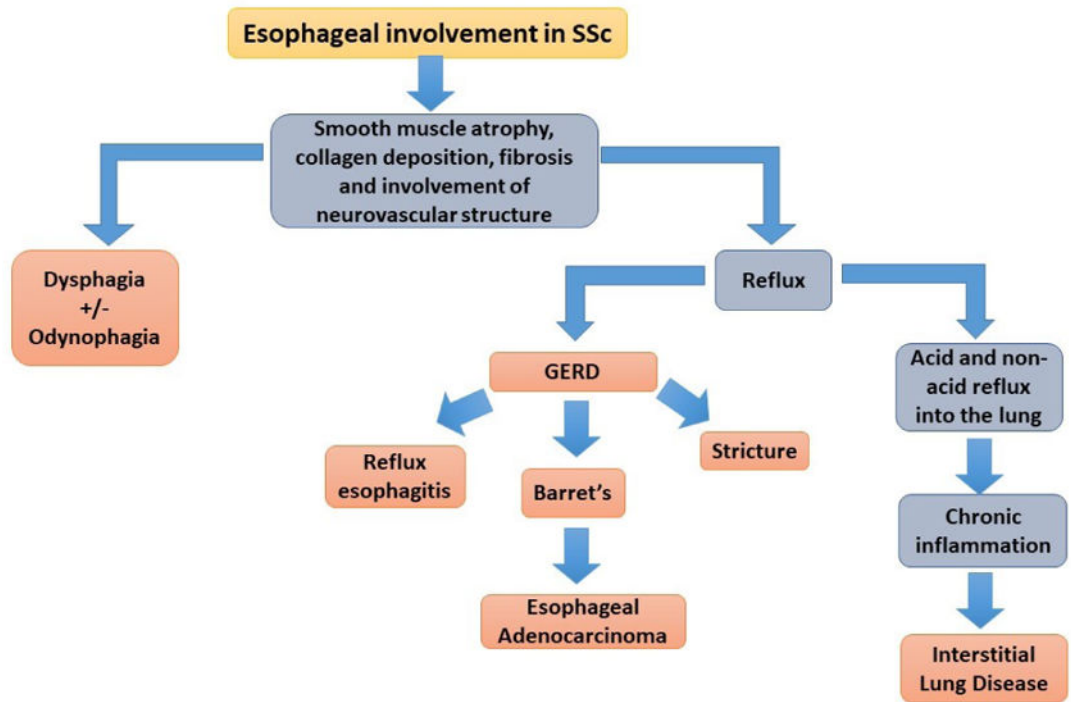 Esophageal involvement in SSc
Smooth muscle atrophy,
collagen deposition, fibrosis
and involvement of
neurovascular structure
Dysphagia
+/-
Odynophagia
Reflux
GERD
Acid and non-
acid reflux
into the lung
Reflux
esophagitis
Barret’s
Stricture
Chronic
inflammation
Esophageal
Adenocarcinoma
Interstitial
Lung Disease